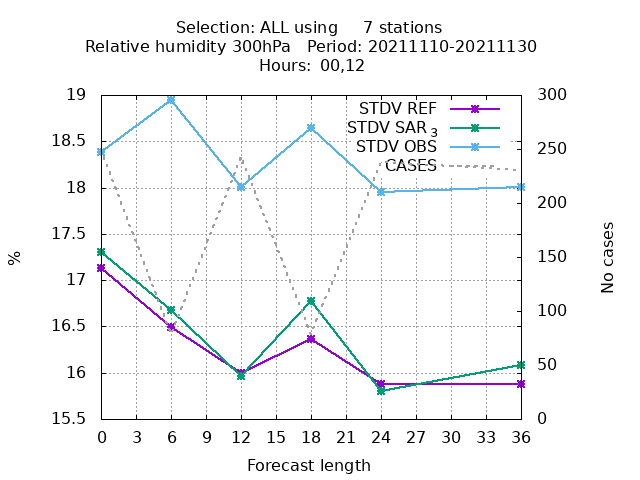 Selection: ALL using     7 stations
Relative humidity 300hPa   Period: 20211110-20211130
Hours: 00,12
19 300
STDV REF
STDV SAR 3
18.5 250
STDV OBS
CASES
18 200
17.5
% 17 150 No cases
16.5 100
16 50
15.5 0
0 3 6 9 12 15 18 21 24 27 30 33 36
Forecast length